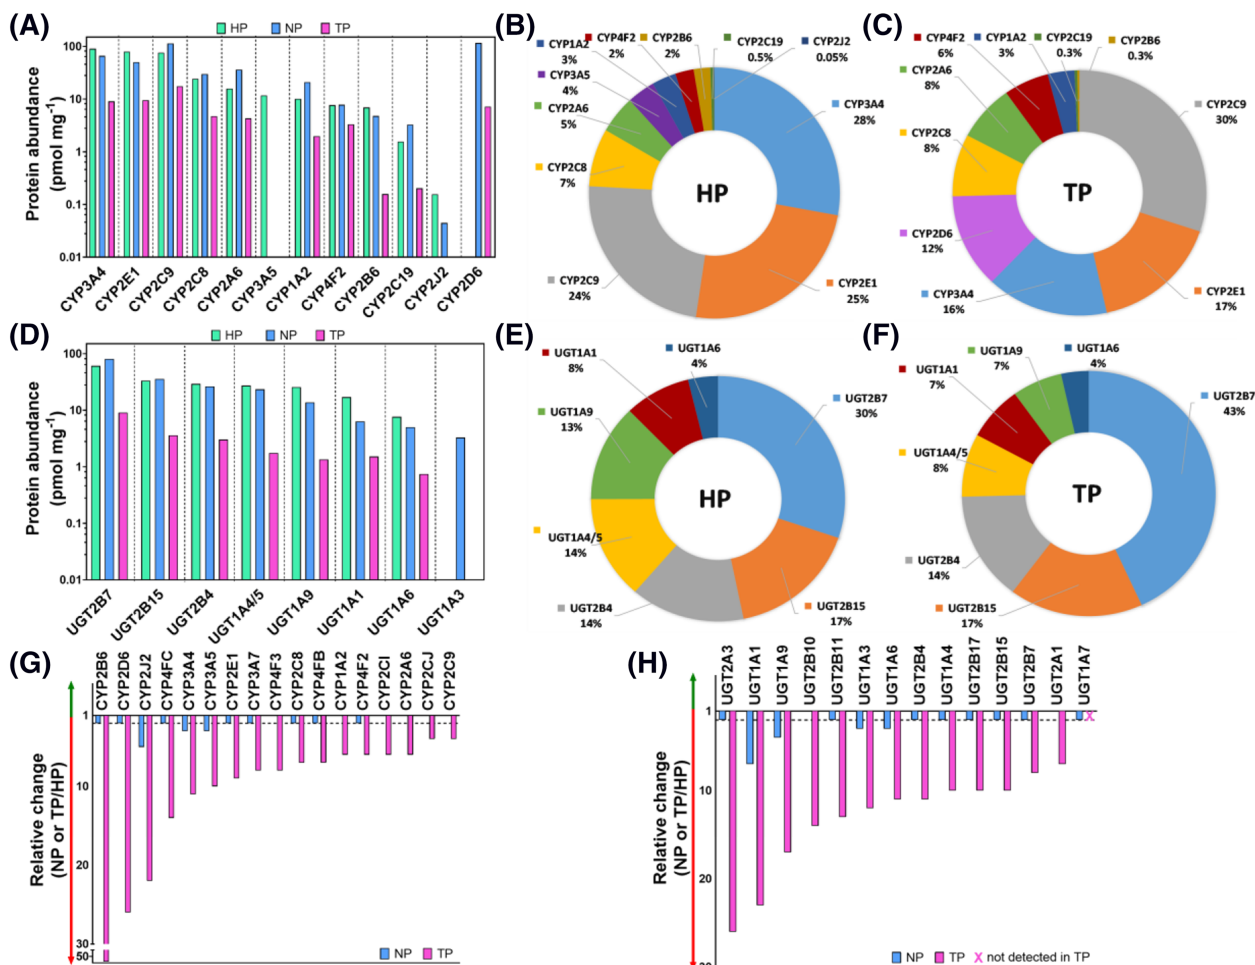 (A)
HP NP TP
Protein abundance
(pmol mg⁻¹)
100
10
1
0.1
0.01
CYP3A4
CYP2E1
CYP2C9
CYP2C8
CYP2A6
CYP3A5
CYP1A2
CYP4F2
CYP2B6
CYP2C19
CYP2J2
CYP2D6
(B)
CYP1A2
3%
CYP4F2
2%
CYP2B6
2%
CYP2C19
0.5%
CYP2J2
0.05%
CYP3A5
4%
CYP2A6
5%
CYP2C8
7%
CYP2C9
24%
CYP3A4
28%
CYP2E1
25%
HP
(C)
CYP4F2
6%
CYP1A2
3%
CYP2C19
0.3%
CYP2B6
0.3%
CYP2A6
8%
CYP2C8
8%
CYP2D6
12%
CYP3A4
16%
CYP2C9
30%
CYP2E1
17%
TP
(D)
HP NP TP
Protein abundance
(pmol mg⁻¹)
100
10
1
0.1
0.01
UGT2B7
UGT2B15
UGT2B4
UGT1A4/5
UGT1A9
UGT1A1
UGT1A6
UGT1A3
(E)
UGT1A1
8%
UGT1A6
4%
UGT1A9
13%
UGT1A4/5
14%
UGT2B4
14%
UGT2B7
30%
UGT2B15
17%
HP
(F)
UGT1A9
7%
UGT1A6
4%
UGT1A1
7%
UGT1A4/5
8%
UGT2B4
14%
UGT2B15
17%
UGT2B7
43%
TP
(G)
CYP2B6
CYP2D6
CYP2J2
CYP4FC
CYP3A4
CYP3A5
CYP2E1
CYP3A7
CYP4F3
CYP2C8
CYP4FB
CYP1A2
CYP4F2
CYP2CI
CYP2A6
CYP2CJ
CYP2C9
Relative change
(NP or TP/HP)
1
10
20
30
50
NP TP
(H)
UGT2A3
UGT1A1
UGT1A9
UGT2B10
UGT2B11
UGT1A3
UGT1A6
UGT2B4
UGT1A4
UGT2B17
UGT2B15
UGT2B7
UGT2A1
UGT1A7
Relative change
(NP or TP/HP)
1
10
20
30
NP TP X not detected in TP